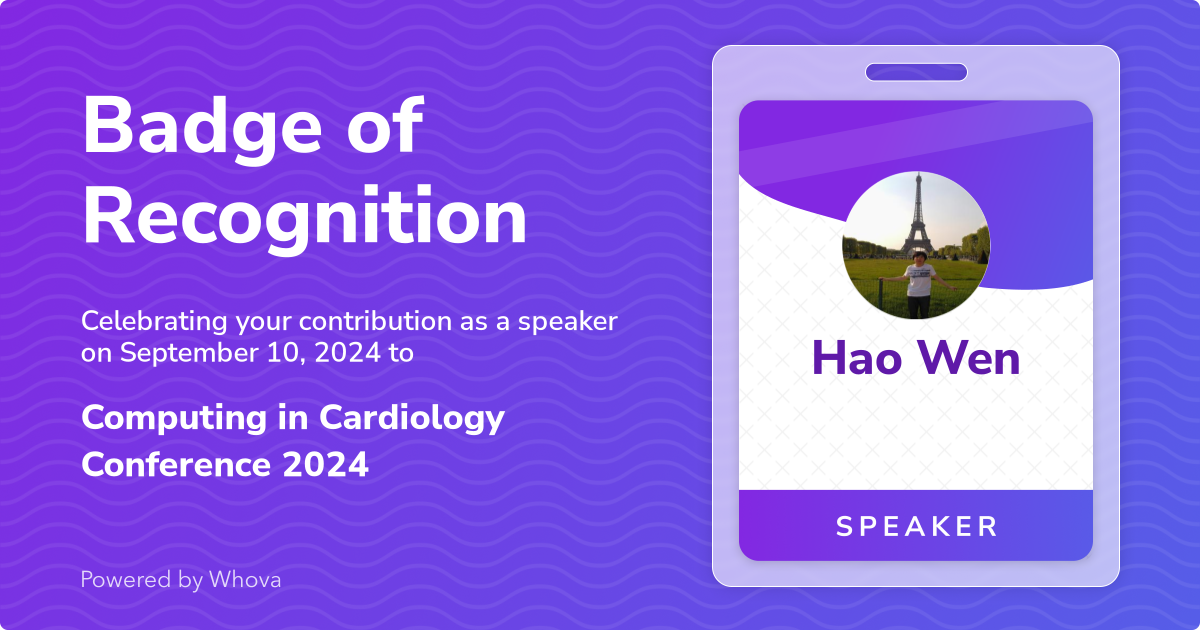 Badge of
Recognition
Celebrating your contribution as a speaker
on September 10, 2024 to
Computing in Cardiology
Conference 2024
Powered by Whova
Hao Wen
SPEAKER